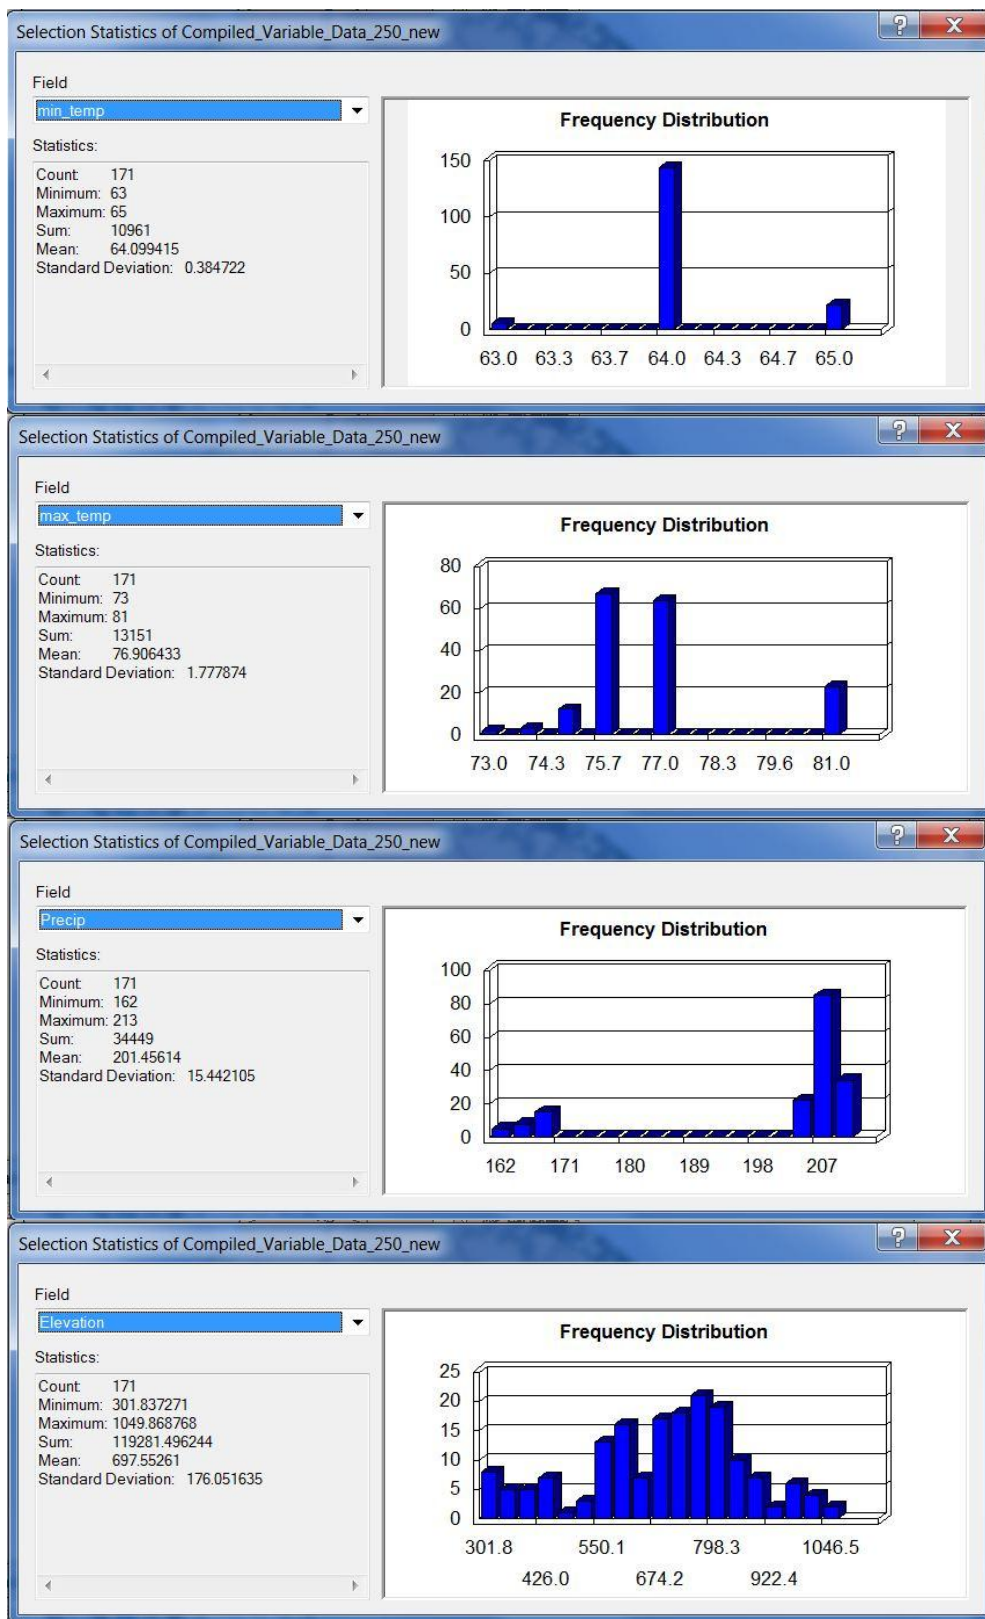 Selection Statistics of Compiled_Variable_Data_250_new
Field
min_temp
Statistics:
Count: 171
Minimum: 63
Maximum: 65
Sum: 10961
Mean: 64.099415
Standard Deviation: 0.384722
Frequency Distribution
150
100
50
0
63.0 63.3 63.7 64.0 64.3 64.7 65.0
Selection Statistics of Compiled_Variable_Data_250_new
Field
max_temp
Statistics:
Count: 171
Minimum: 73
Maximum: 81
Sum: 13151
Mean: 76.906433
Standard Deviation: 1.777874
Frequency Distribution
80
60
40
20
0
73.0 74.3 75.7 77.0 78.3 79.6 81.0
Selection Statistics of Compiled_Variable_Data_250_new
Field
Precip
Statistics:
Count: 171
Minimum: 162
Maximum: 213
Sum: 34449
Mean: 201.45614
Standard Deviation: 15.442105
Frequency Distribution
100
80
60
40
20
0
162 171 180 189 198 207
Selection Statistics of Compiled_Variable_Data_250_new
Field
Elevation
Statistics:
Count: 171
Minimum: 301.837271
Maximum: 1049.868768
Sum: 119281.496244
Mean: 697.55261
Standard Deviation: 176.051635
Frequency Distribution
25
20
15
10
5
0
301.8 550.1 798.3 1046.5
426.0 674.2 922.4